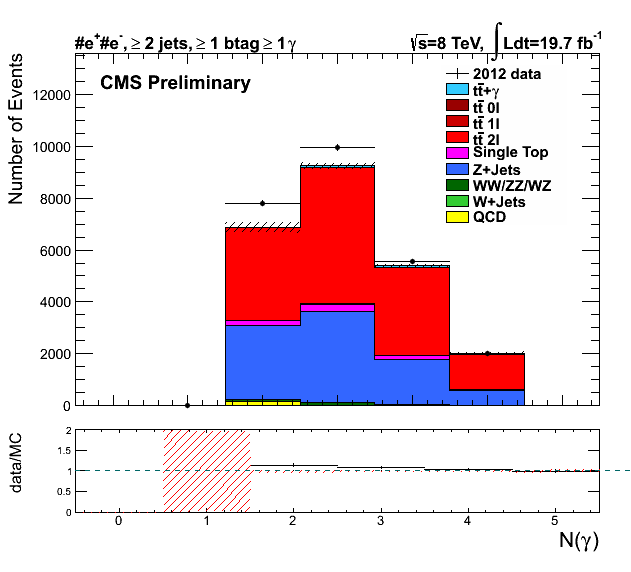 #e⁺#e⁻, ≥ 2 jets, ≥ 1 btag ≥ 1 γ
√s=8 TeV, ∫Ldt=19.7 fb⁻¹
CMS Preliminary
2012 data
tt̄+γ
tt̄ 0l
tt̄ 1l
tt̄ 2l
Single Top
Z+Jets
WW/ZZ/WZ
W+Jets
QCD
Number of Events
12000
10000
8000
6000
4000
2000
0
data/MC
2
1.5
1
0.5
0
0 1 2 3 4 5
N(γ)